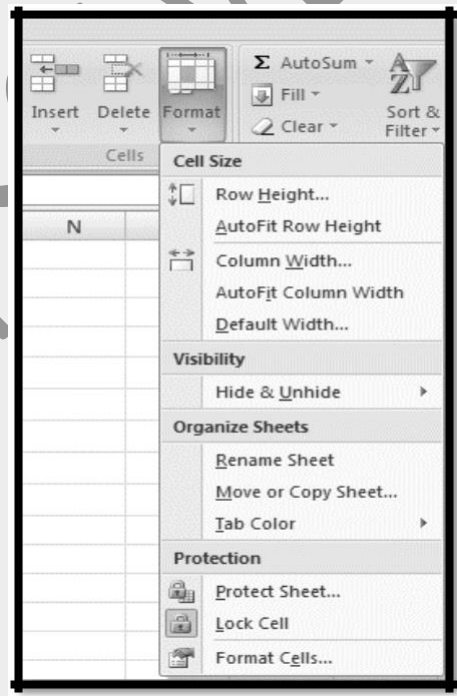 Σ AutoSum
Fill
Clear
Insert Delete Format
Sort &
Filter
Cells
N
Cell Size
Row Height...
AutoFit Row Height
Column Width...
AutoFit Column Width
Default Width...
Visibility
Hide & Unhide
Organize Sheets
Rename Sheet
Move or Copy Sheet...
Tab Color
Protection
Protect Sheet...
Lock Cell
Format Cells...